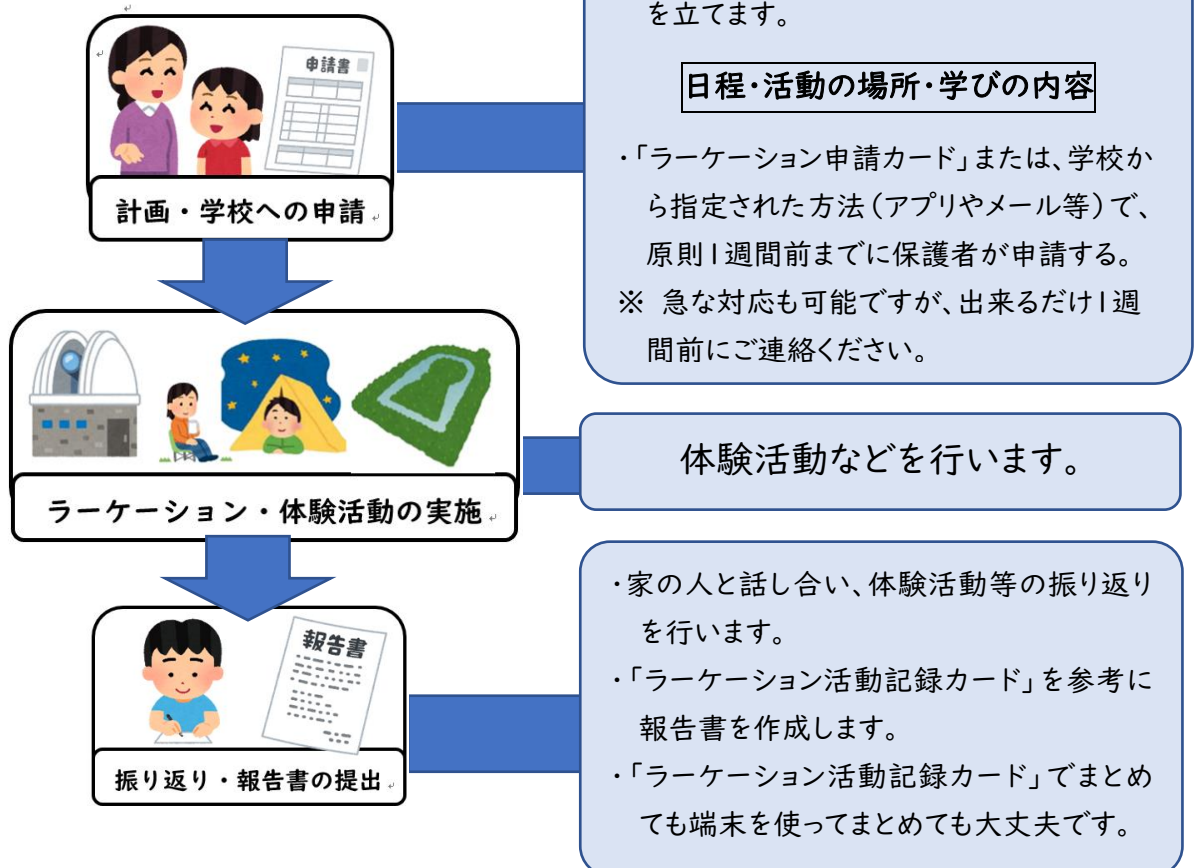 を立てます。
申請書
日程・活動の場所・学びの内容
・「ラーケーション申請カード」または、学校か
ら指定された方法(アプリやメール等)で、
原則1週間前までに保護者が申請する。
※ 急な対応も可能ですが、出来るだけ1週
間前にご連絡ください。
計画・学校への申請
体験活動などを行います。
ラーケーション・体験活動の実施
・家の人と話し合い、体験活動等の振り返り
を行います。
・「ラーケーション活動記録カード」を参考に
報告書を作成します。
・「ラーケーション活動記録カード」でまとめ
ても端末を使ってまとめても大丈夫です。
報告書
振り返り・報告書の提出